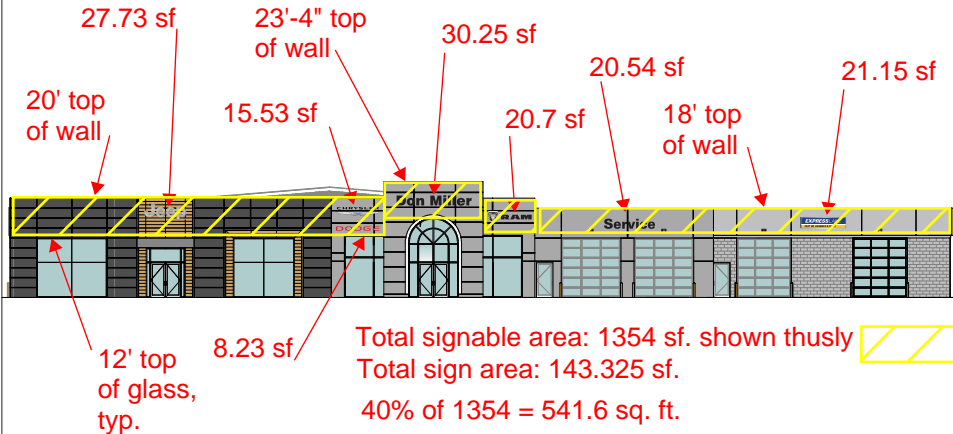 27.73 sf
23'-4" top
of wall
30.25 sf
20.54 sf
21.15 sf
20' top
of wall
15.53 sf
20.7 sf
18' top
of wall
Jeep
CHRYSLER
DODGE
Don Miller
RAM
Service
EXPRESS LANE
12' top
of glass,
typ.
8.23 sf
Total signable area: 1354 sf. shown thusly
Total sign area: 143.325 sf.
40% of 1354 = 541.6 sq. ft.